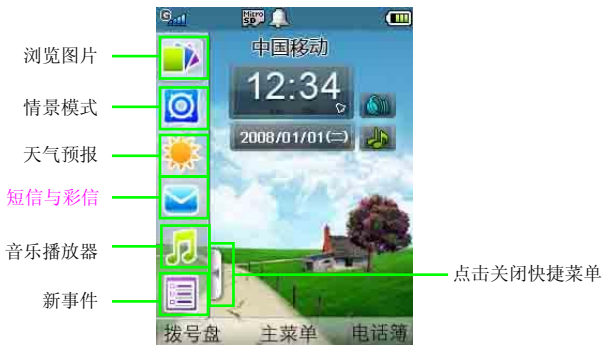 G
Micro
SD
中国移动
12:34
2008/01/01(二)
浏览图片
情景模式
天气预报
短信与彩信
音乐播放器
新事件
点击关闭快捷菜单
拨号盘
主菜单
电话簿